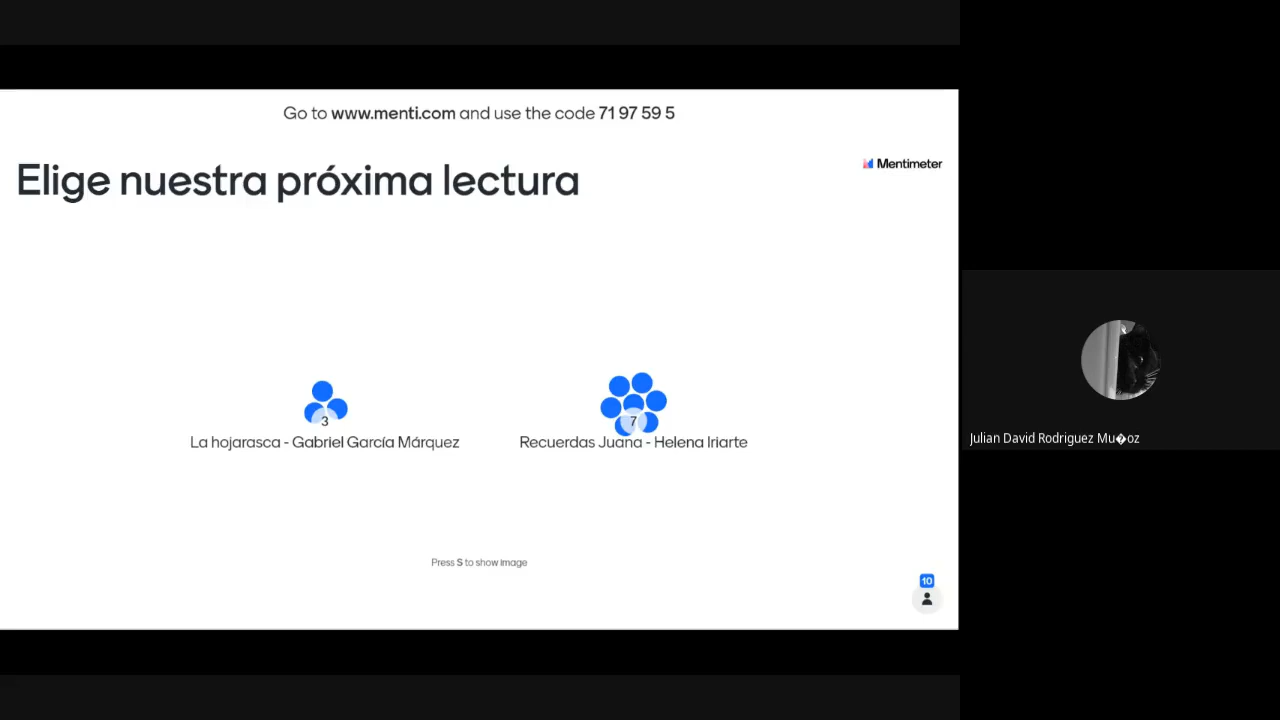 Go to www.menti.com and use the code 71 97 59 5
Mentimeter
Elige nuestra próxima lectura
3
7
La hojarasca - Gabriel García Márquez
Recuerdas Juana - Helena Iriarte
Julian David Rodriguez Mu�oz
Press S to show image
10